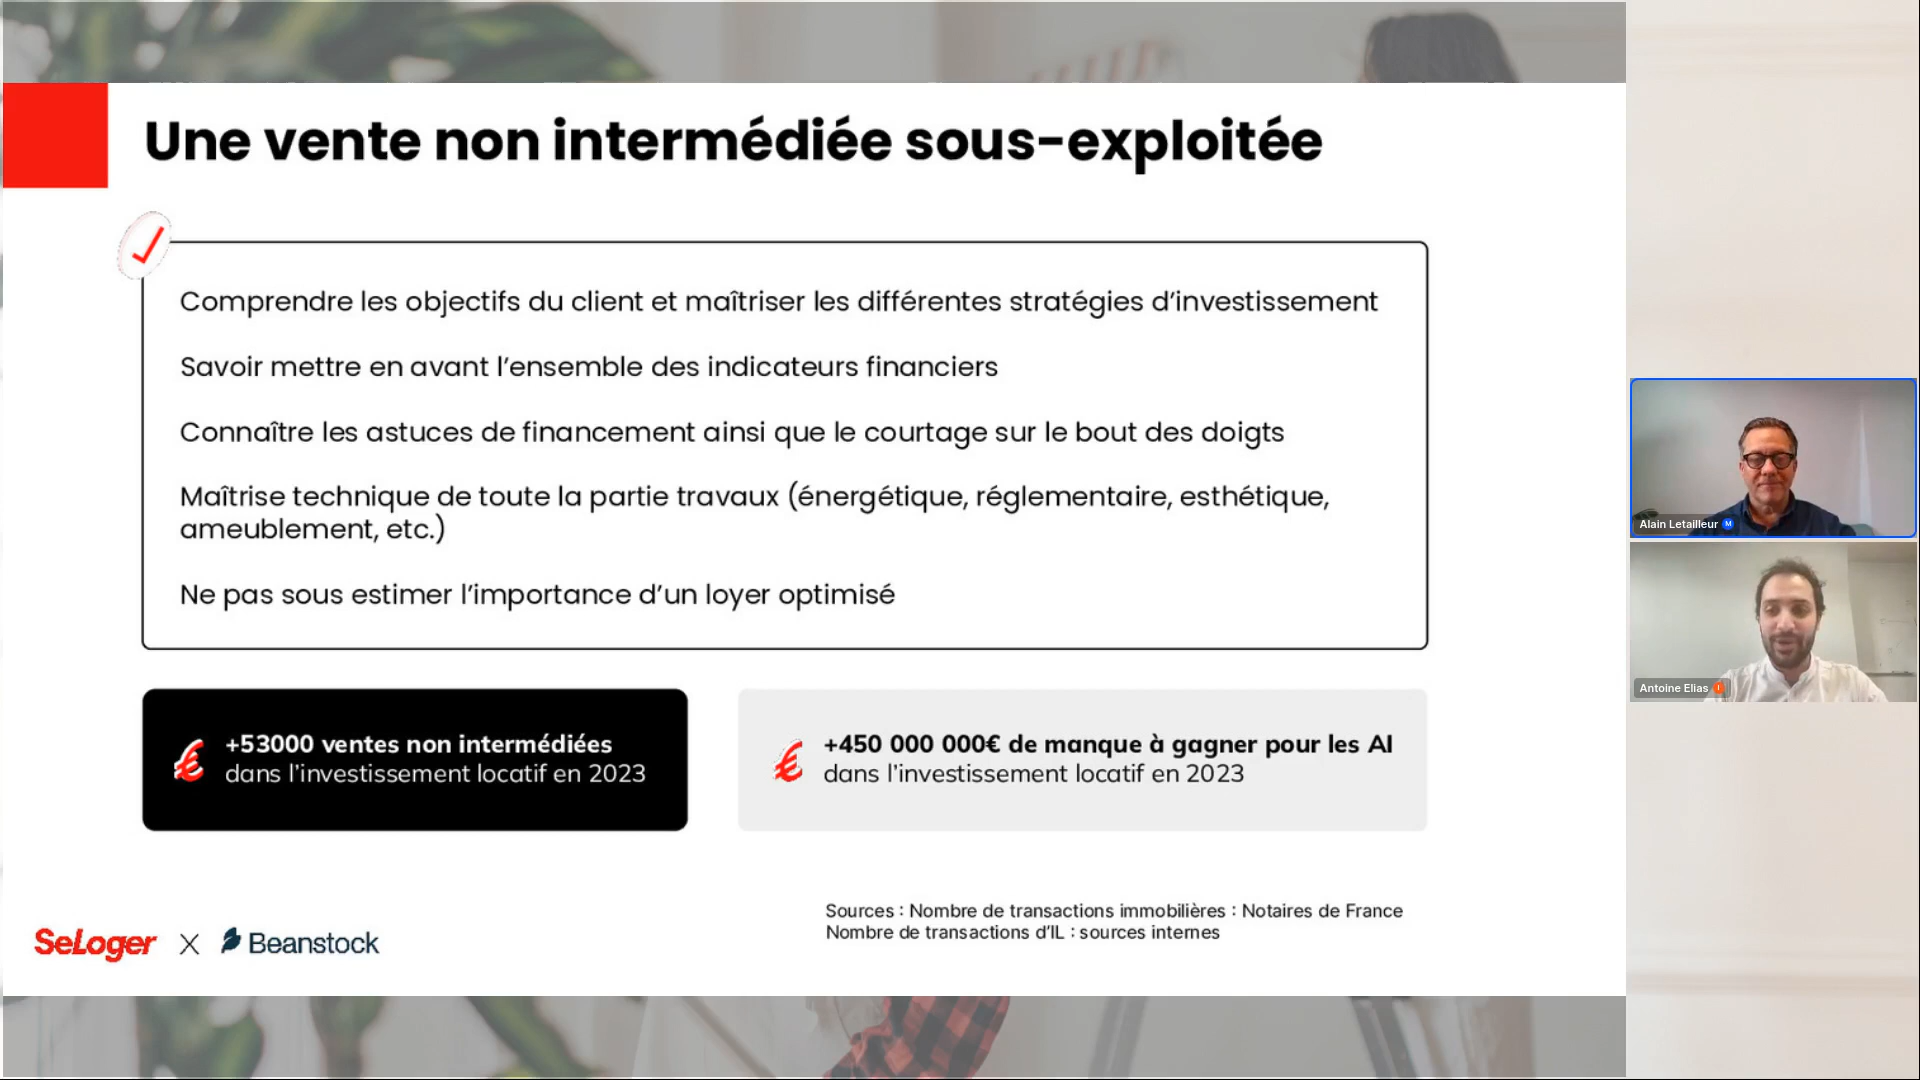 Une vente non intermédiée sous-exploitée
Comprendre les objectifs du client et maîtriser les différentes stratégies d’investissement
Savoir mettre en avant l’ensemble des indicateurs financiers
Connaître les astuces de financement ainsi que le courtage sur le bout des doigts
Maîtrise technique de toute la partie travaux (énergétique, réglementaire, esthétique,
ameublement, etc.)
Ne pas sous estimer l’importance d’un loyer optimisé
+53000 ventes non intermédiées
dans l’investissement locatif en 2023
+450 000 000€ de manque à gagner pour les AI
dans l’investissement locatif en 2023
Sources : Nombre de transactions immobilières : Notaires de France
Nombre de transactions d’IL : sources internes
SeLoger X Beanstock
Alain Letailleur M
Antoine Elias I